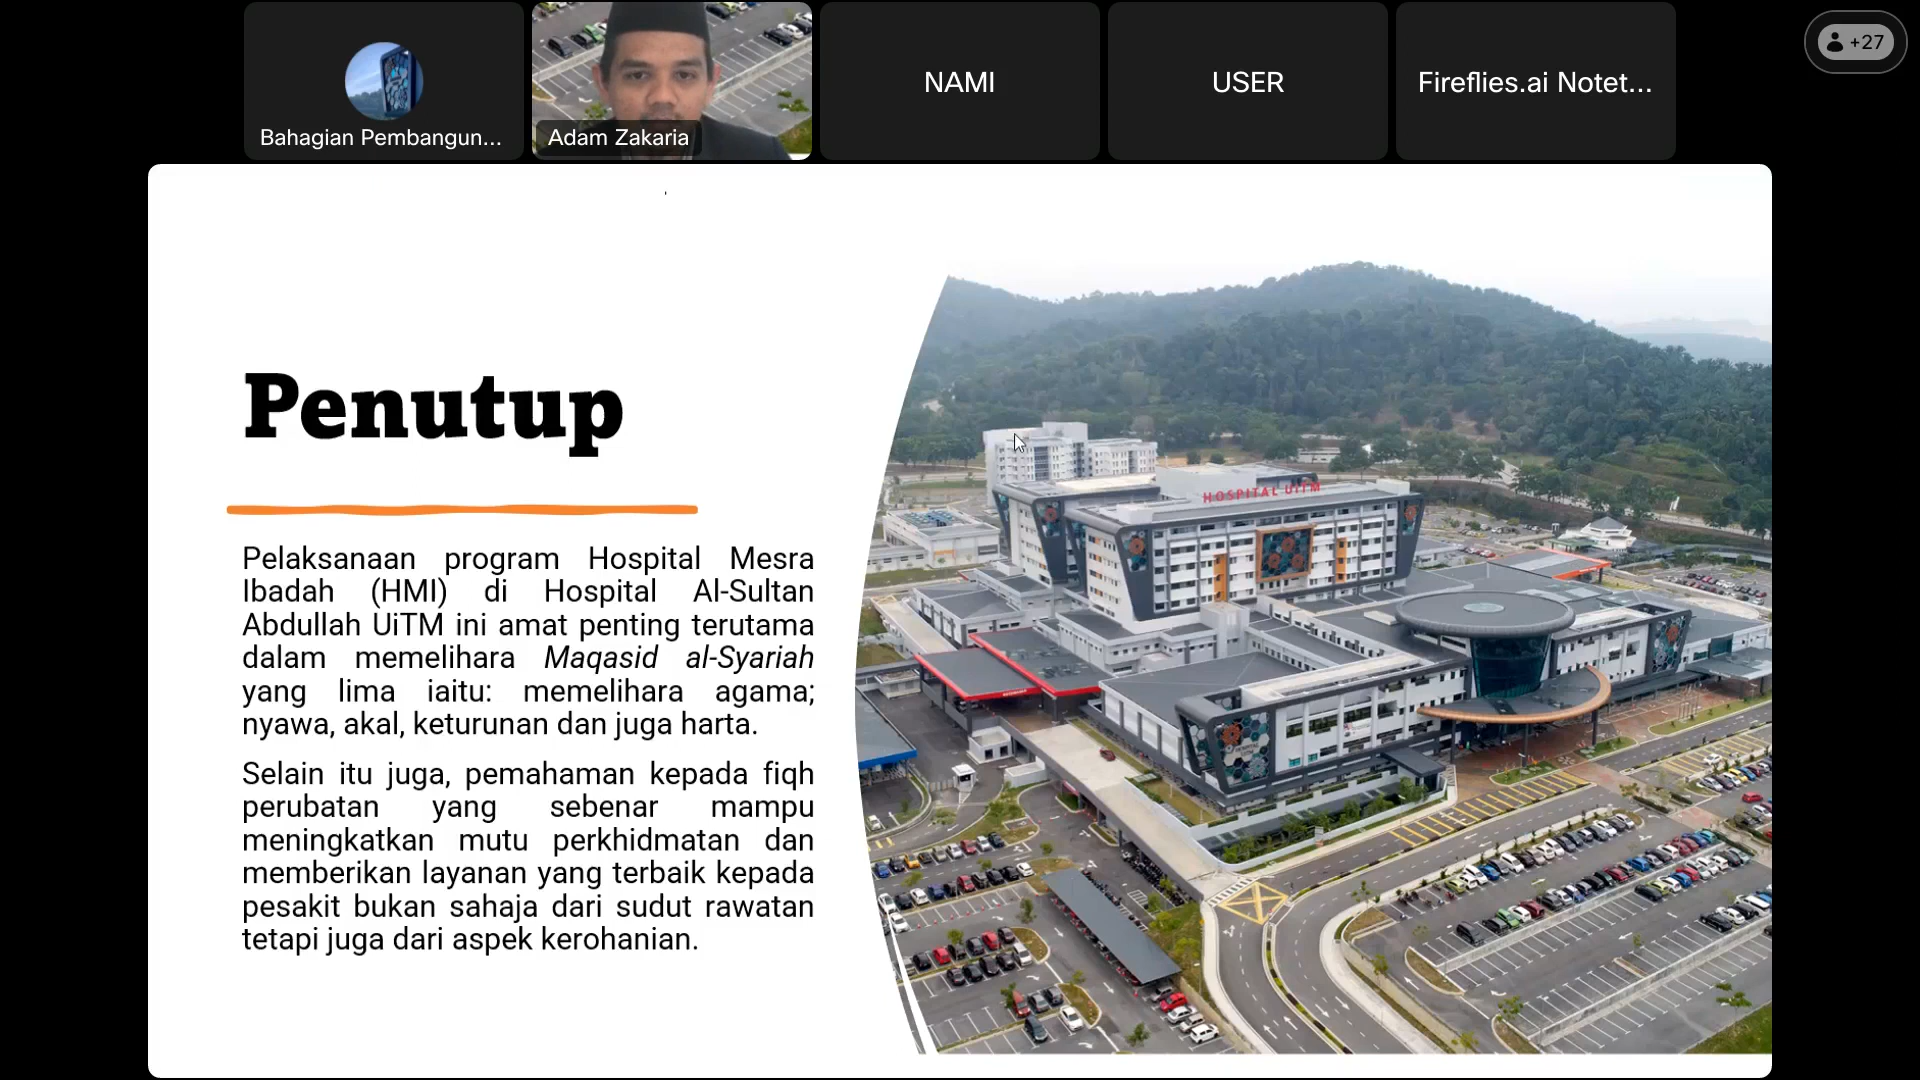 Bahagian Pembangun...
Adam Zakaria
NAMI
USER
Fireflies.ai Notet...
+27
Penutup
Pelaksanaan program Hospital Mesra
Ibadah (HMI) di Hospital Al-Sultan
Abdullah UiTM ini amat penting terutama
dalam memelihara Maqasid al-Syariah
yang lima iaitu: memelihara agama;
nyawa, akal, keturunan dan juga harta.
Selain itu juga, pemahaman kepada fiqh
perubatan yang sebenar mampu
meningkatkan mutu perkhidmatan dan
memberikan layanan yang terbaik kepada
pesakit bukan sahaja dari sudut rawatan
tetapi juga dari aspek kerohanian.
HOSPITAL UiTM
HOSPITAL
UiTM